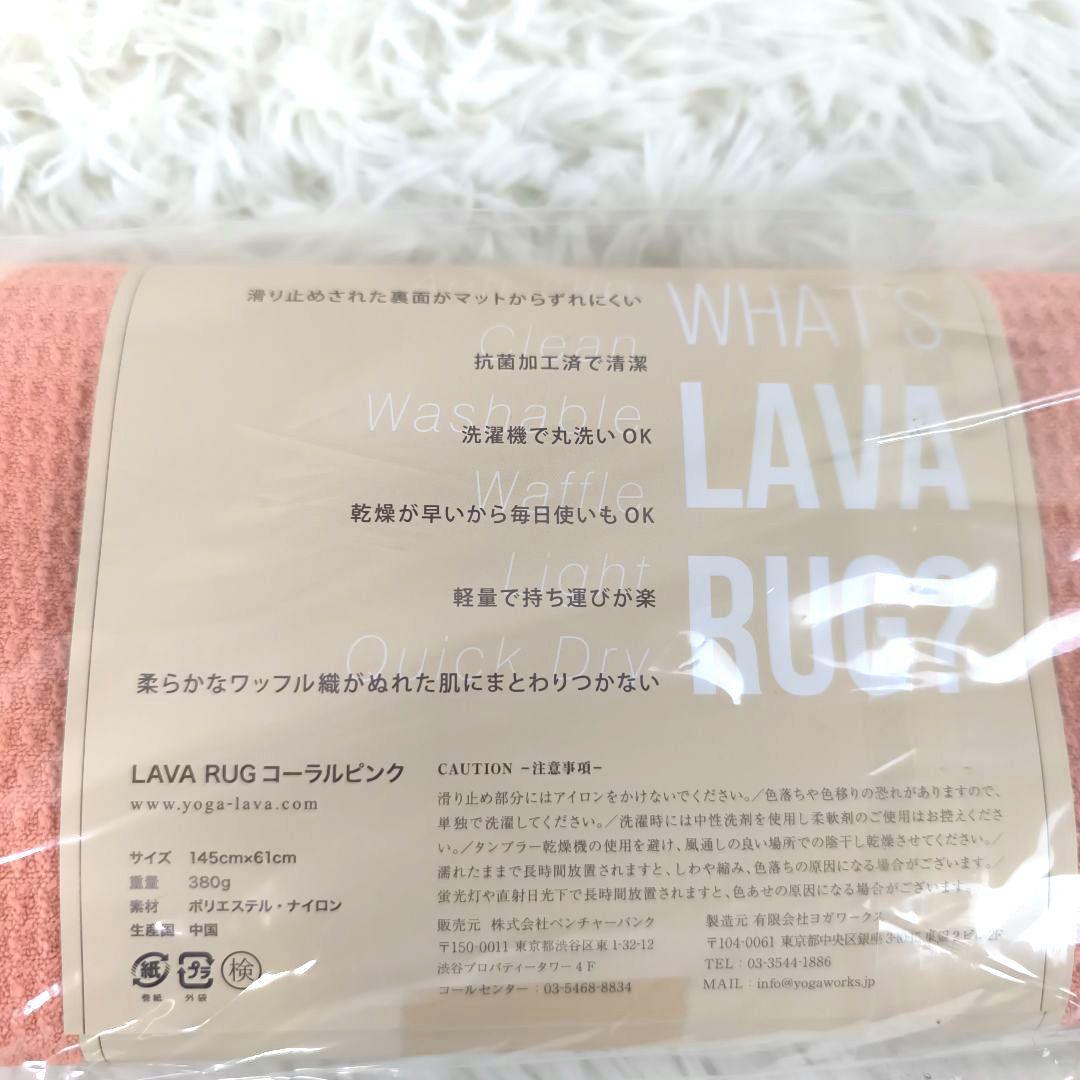 WHAT'S
LAVA
RUG?
滑り止めされた裏面がマットからずれにくい
Clean
抗菌加工済で清潔
Washable
洗濯機で丸洗いOK
Waffle
乾燥が早いから毎日使いもOK
Light
軽量で持ち運びが楽
Quick Dry
柔らかなワッフル織がぬれた肌にまとわりつかない
LAVA RUG コーラルピンク
www.yoga-lava.com
サイズ 145cm×61cm
重量 380g
素材 ポリエステル・ナイロン
生産国 中国
紙 プラ 検
巻紙 外袋
CAUTION −注意事項−
滑り止め部分にはアイロンをかけないでください。／色落ちや色移りの恐れがありますので、
単独で洗濯してください。／洗濯時には中性洗剤を使用し柔軟剤のご使用はお控えくださ
い。／タンブラー乾燥機の使用を避け、風通しの良い場所での陰干し乾燥させてください。／
濡れたままで長時間放置されますと、しわや縮み、色落ちの原因になる場合がございます。／
蛍光灯や直射日光下で長時間放置されますと、色あせの原因になる場合がございます。
販売元 株式会社ベンチャーバンク
〒150-0011 東京都渋谷区東 1-32-12
渋谷プロパティータワー 4 F
コールセンター：03-5468-8834
製造元 有限会社ヨガワークス
〒104-0061 東京都中央区銀座 2F
TEL：03-3544-1886
MAIL：info@yogaworks.jp